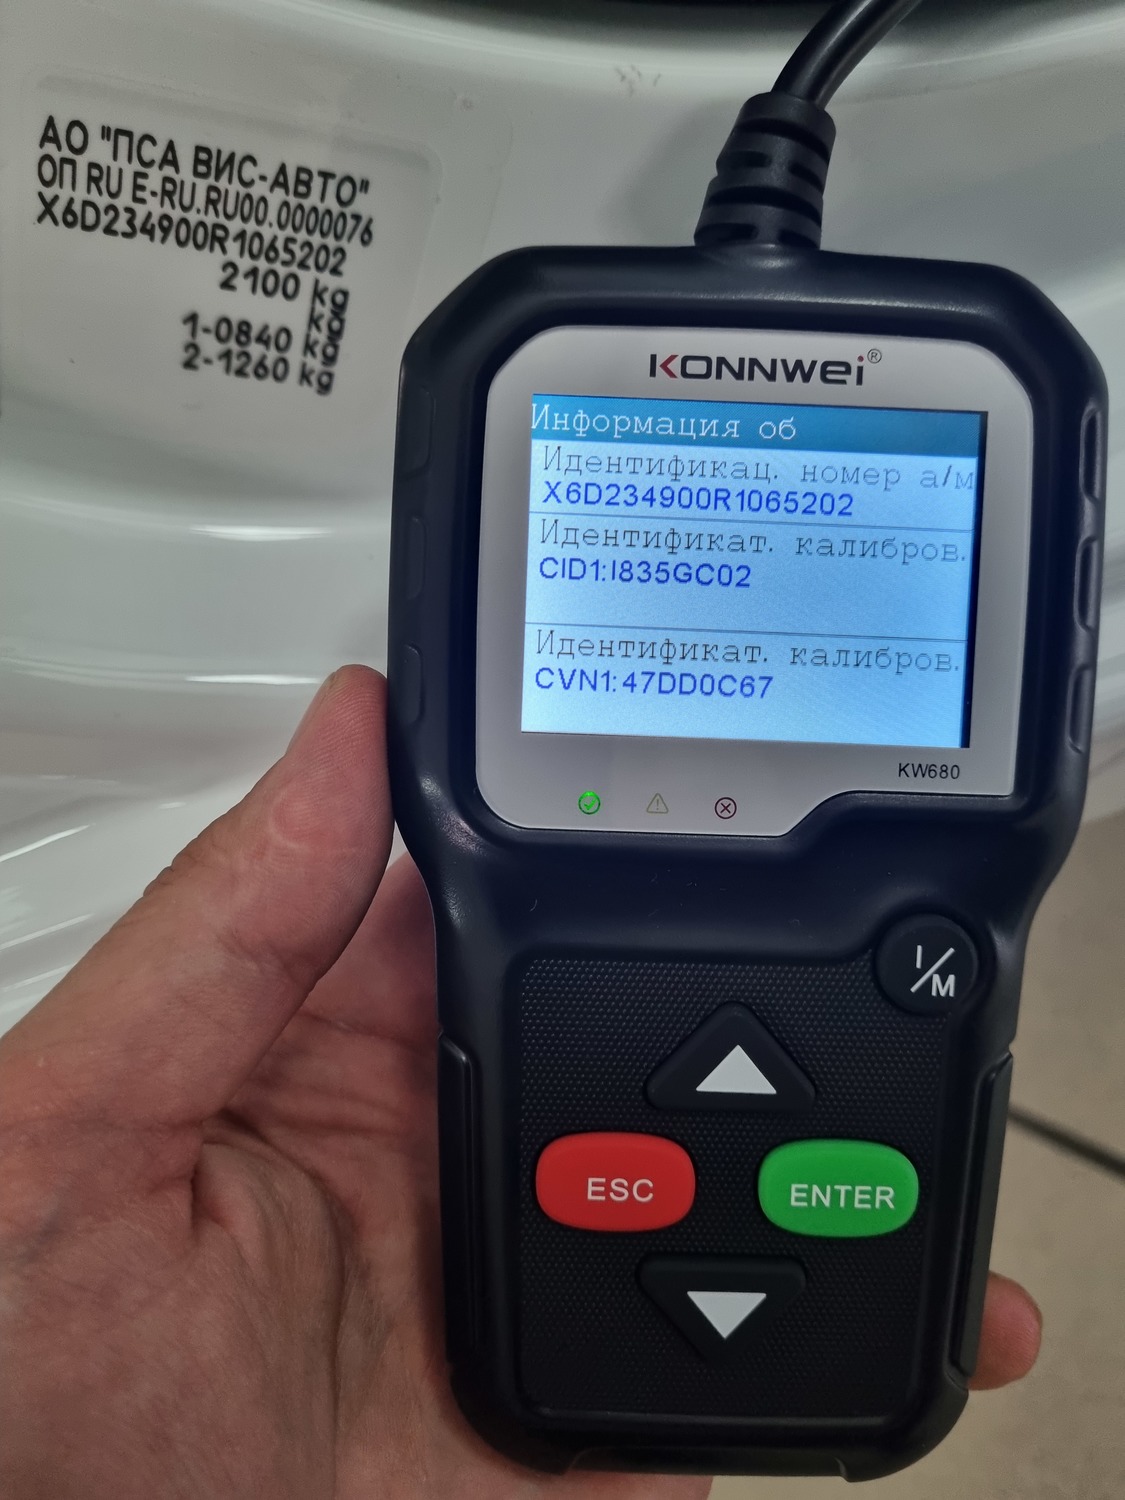 АО "ПСА ВИС-АВТО"
ОП RU E-RU.RU00.0000076
X6D234900R1065202
2100 kg
kg
1-0840 kg
2-1260 kg
KONNWEI®
Информация об
Идентификац. номер а/м
X6D234900R1065202
Идентификат. калибров.
CID1:I835GC02
Идентификат. калибров.
CVN1:47DD0C67
KW680
I/M
ESC
ENTER